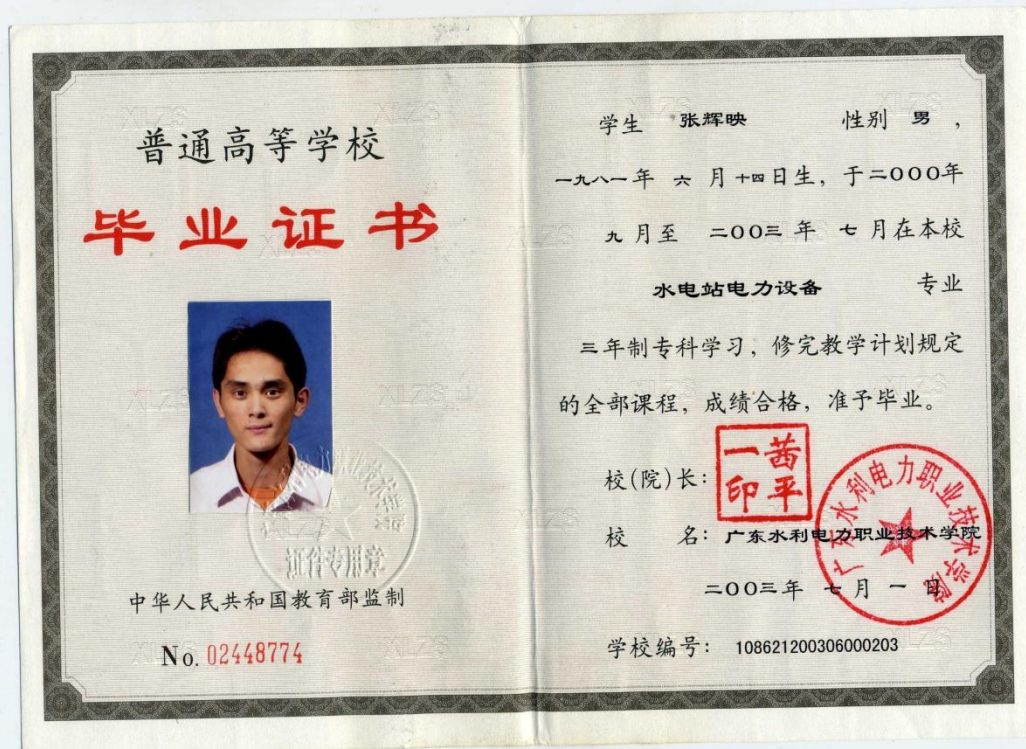 普通高等学校
毕业证书
证件专用章
中华人民共和国教育部监制
No. 02448774
学生 张辉映 性别 男,
一九八一年 六 月十四日生, 于二000年
九月至 二00三年 七月在本校
水电站电力设备 专业
三年制专科学习, 修完教学计划规定
的全部课程, 成绩合格, 准予毕业。
校(院)长:
茜平一印
校 名: 广东水利电力职业技术学院
广东水利电力职业技术学院
二00三年 七月 一日
学校编号: 108621200306000203
XLZS